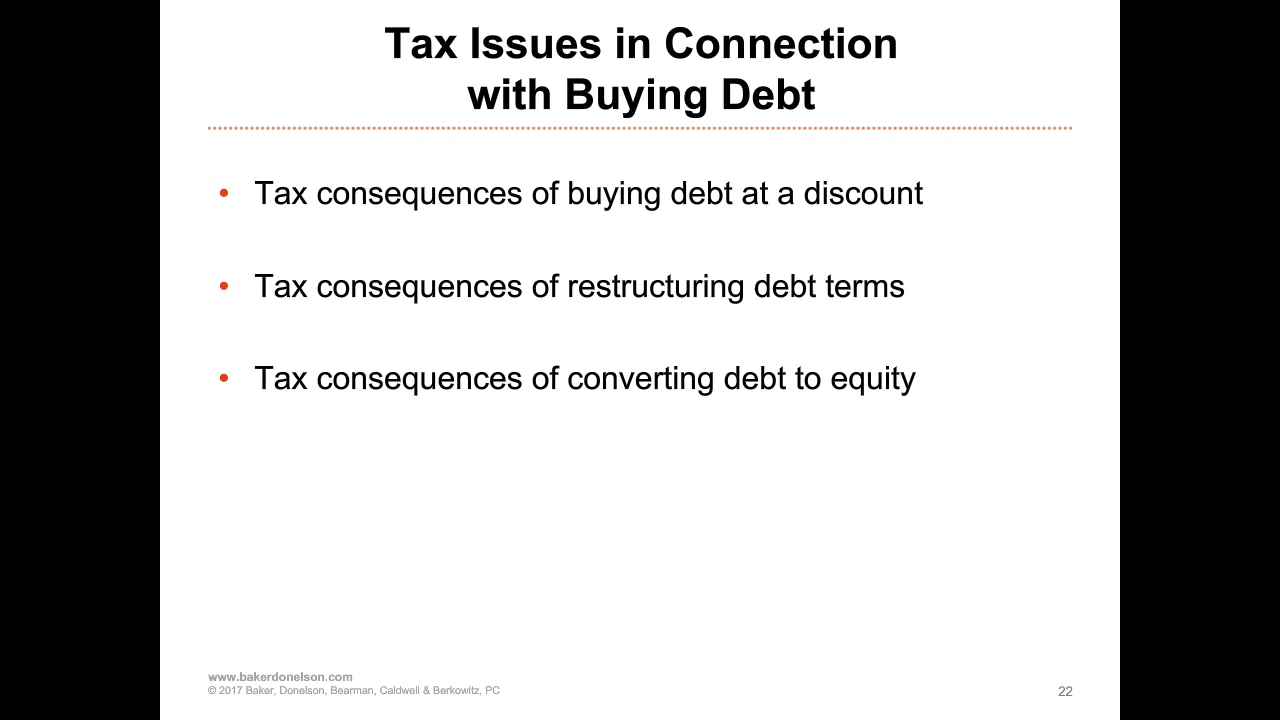 Tax Issues in Connection
with Buying Debt
• Tax consequences of buying debt at a discount
• Tax consequences of restructuring debt terms
• Tax consequences of converting debt to equity
www.bakerdonelson.com
© 2017 Baker, Donelson, Bearman, Caldwell & Berkowitz, PC
22